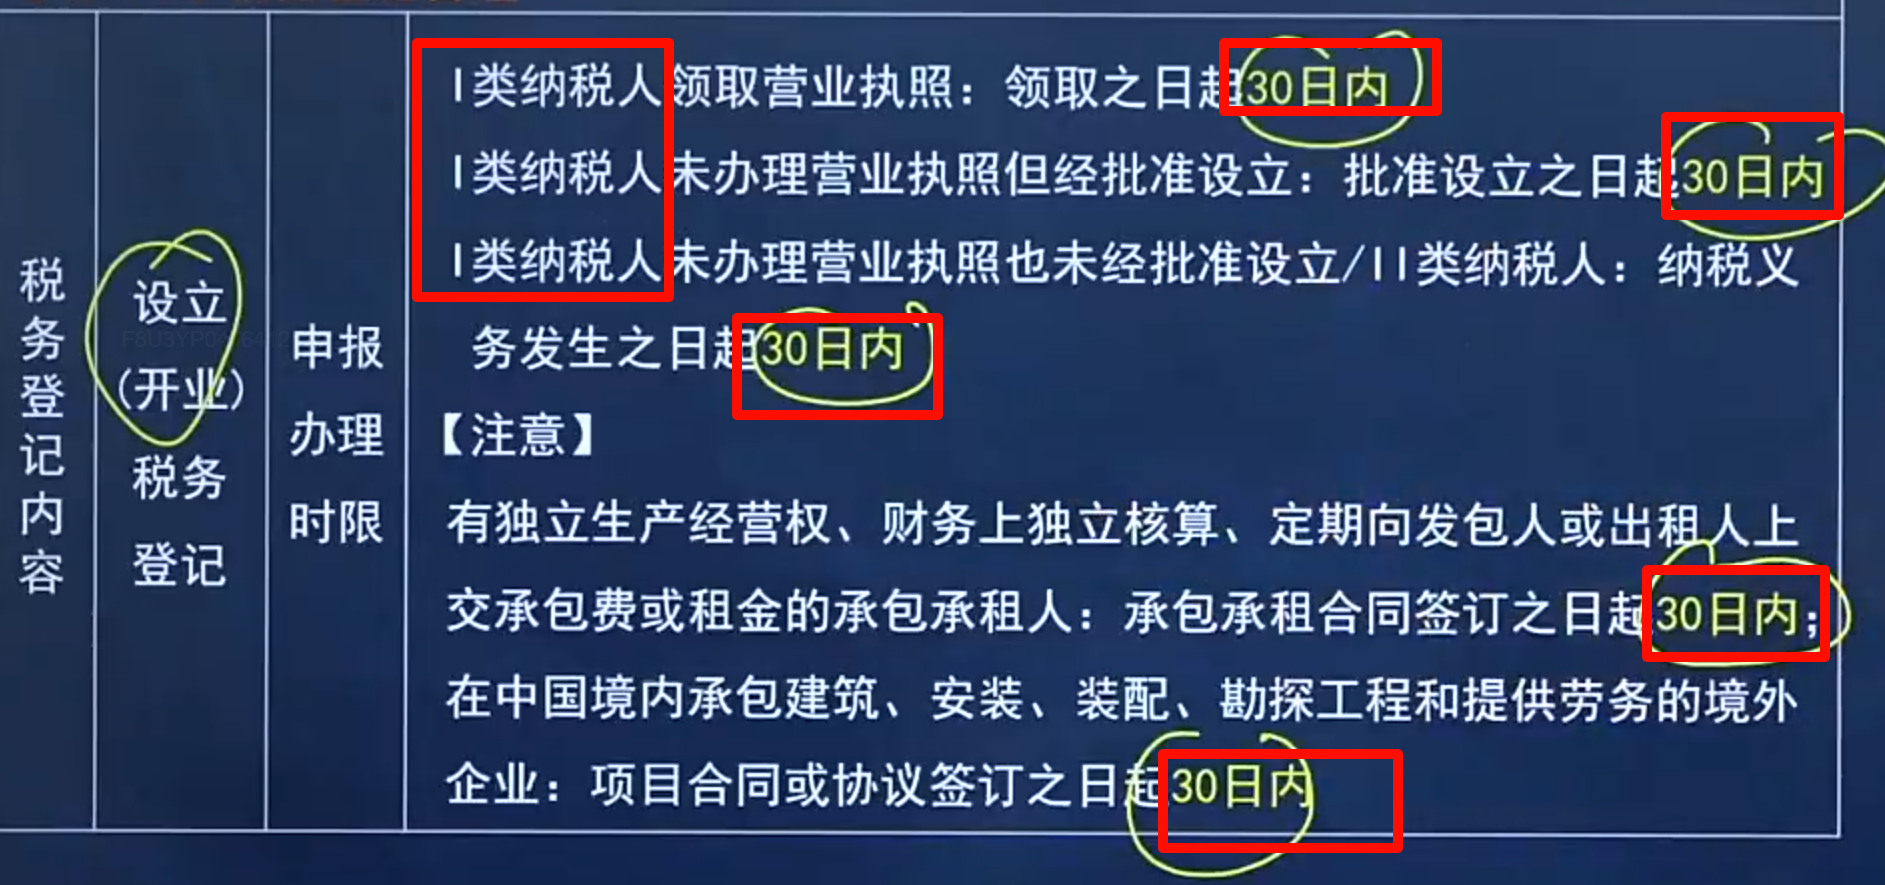 税务登记内容
设立
(开业)
税务
登记
申报
办理
时限
I类纳税人领取营业执照：领取之日起30日内
I类纳税人未办理营业执照但经批准设立：批准设立之日起30日内
I类纳税人未办理营业执照也未经批准设立/II类纳税人：纳税义
务发生之日起30日内
【注意】
有独立生产经营权、财务上独立核算、定期向发包人或出租人上
交承包费或租金的承包承租人：承包承租合同签订之日起30日内；
在中国境内承包建筑、安装、装配、勘探工程和提供劳务的境外
企业：项目合同或协议签订之日起30日内